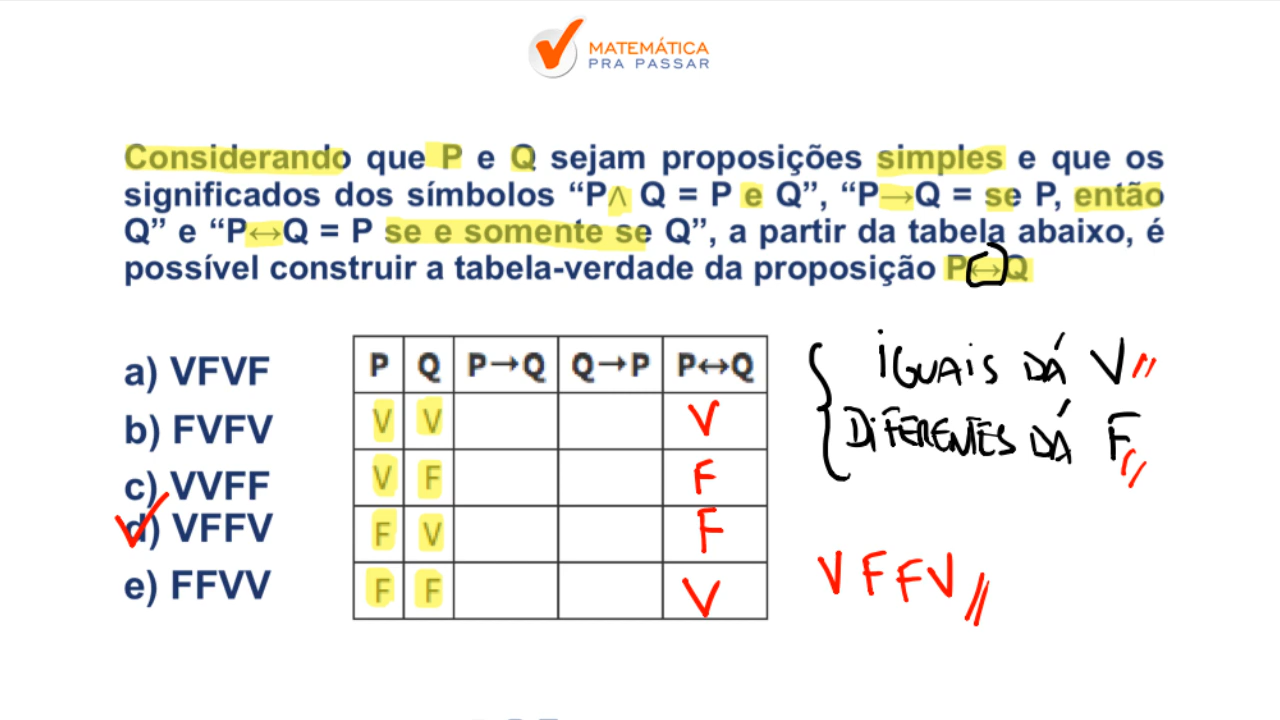 MATEMÁTICA
PRA PASSAR
Considerando que P e Q sejam proposições simples e que os
significados dos símbolos “P∧ Q = P e Q”, “P→Q = se P, então
Q” e “P↔Q = P se e somente se Q”, a partir da tabela abaixo, é
possível construir a tabela-verdade da proposição P↔Q
a) VFVF
b) FVFV
c) VVFF
d) VFFV
e) FFVV
P Q P→Q Q→P P↔Q
V V V
V F F
F V F
F F V
IGUAIS DÁ V
DIFERENTES DÁ F
VFFV